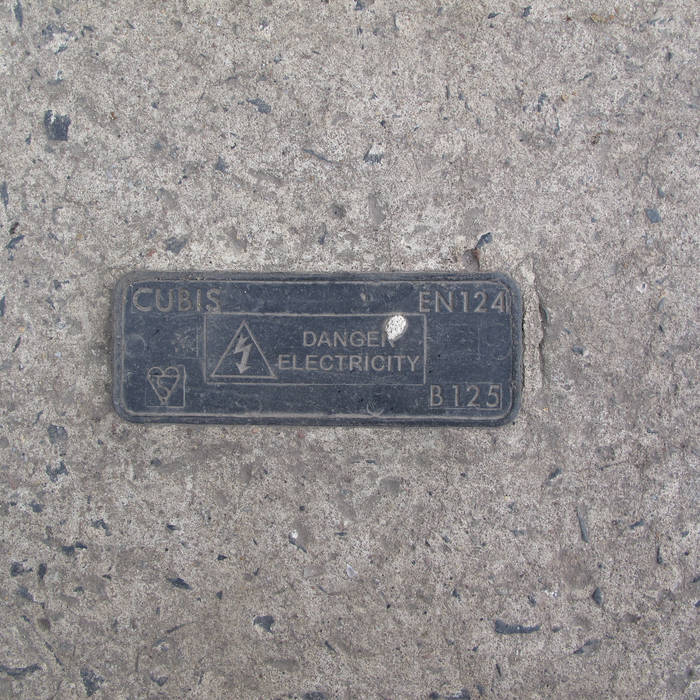 CUBIS EN124
DANGER
ELECTRICITY
B125